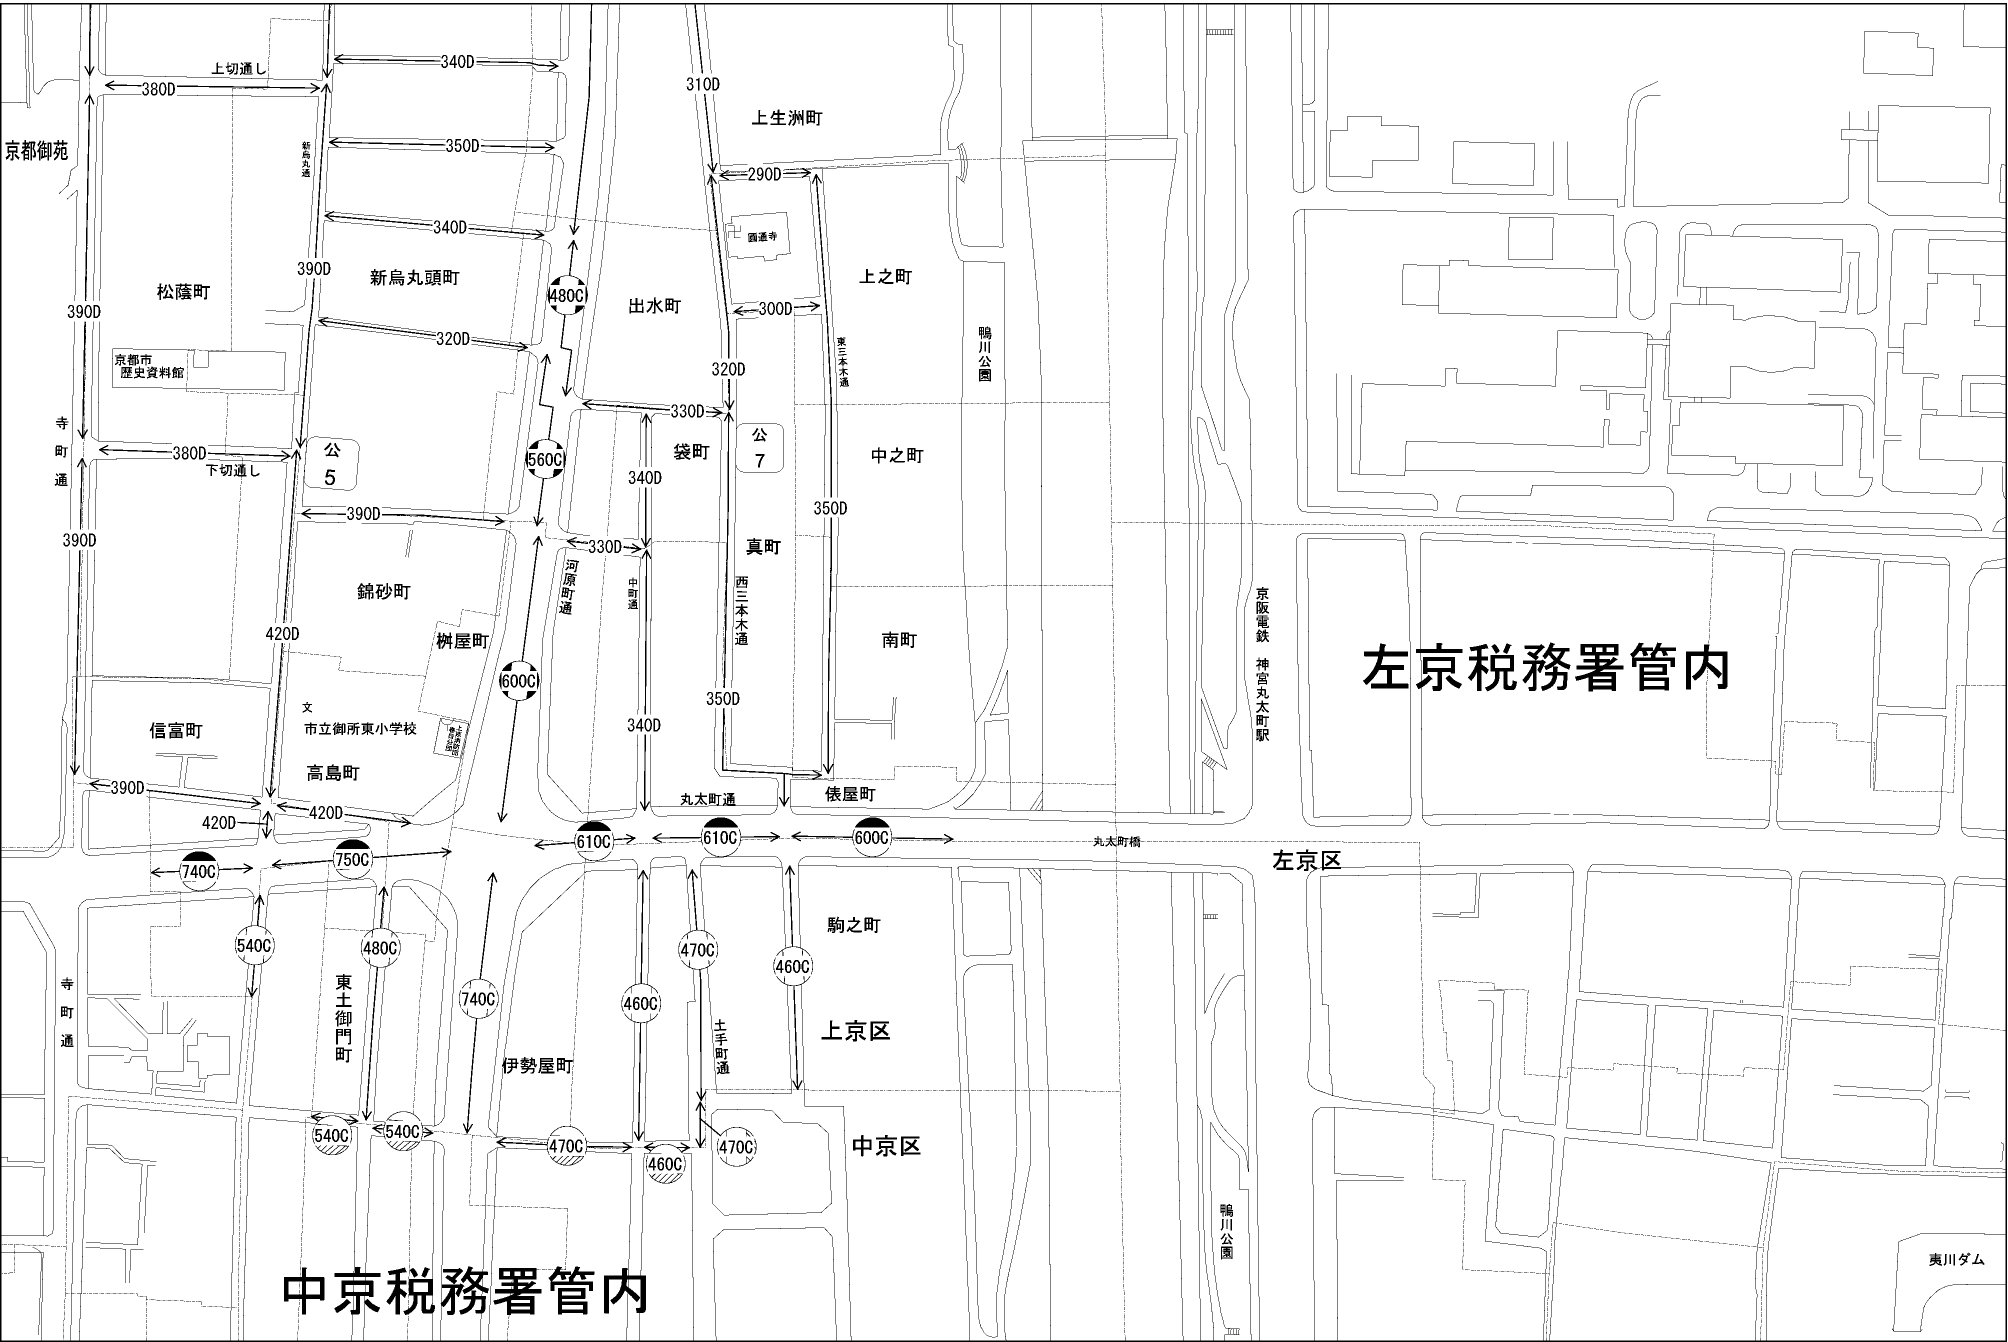 上切通し
340D
380D
310D
上生洲町
京都御苑
新烏丸通
350D
290D
圓通寺
340D
390D
新烏丸頭町
松蔭町
480C
出水町
上之町
300D
390D
鴨川公園
320D
東三本木通
京都市
歴史資料館
320D
330D
寺町通
380D
下切通し
公
5
560C
袋町
公
7
中之町
340D
390D
350D
390D
330D
真町
河原町通
中町通
西三本木通
錦砂町
420D
桝屋町
南町
京阪電鉄 神宮丸太町駅
左京税務署管内
600C
350D
340D
文
市立御所東小学校
信富町
高島町
390D
420D
420D
丸太町通
俵屋町
610C
610C
600C
丸太町橋
左京区
740C
750C
駒之町
540C
480C
470C
460C
740C
460C
寺町通
東土御門町
土手町通
上京区
伊勢屋町
540C
540C
470C
460C
470C
中京区
鴨川公園
夷川ダム
中京税務署管内